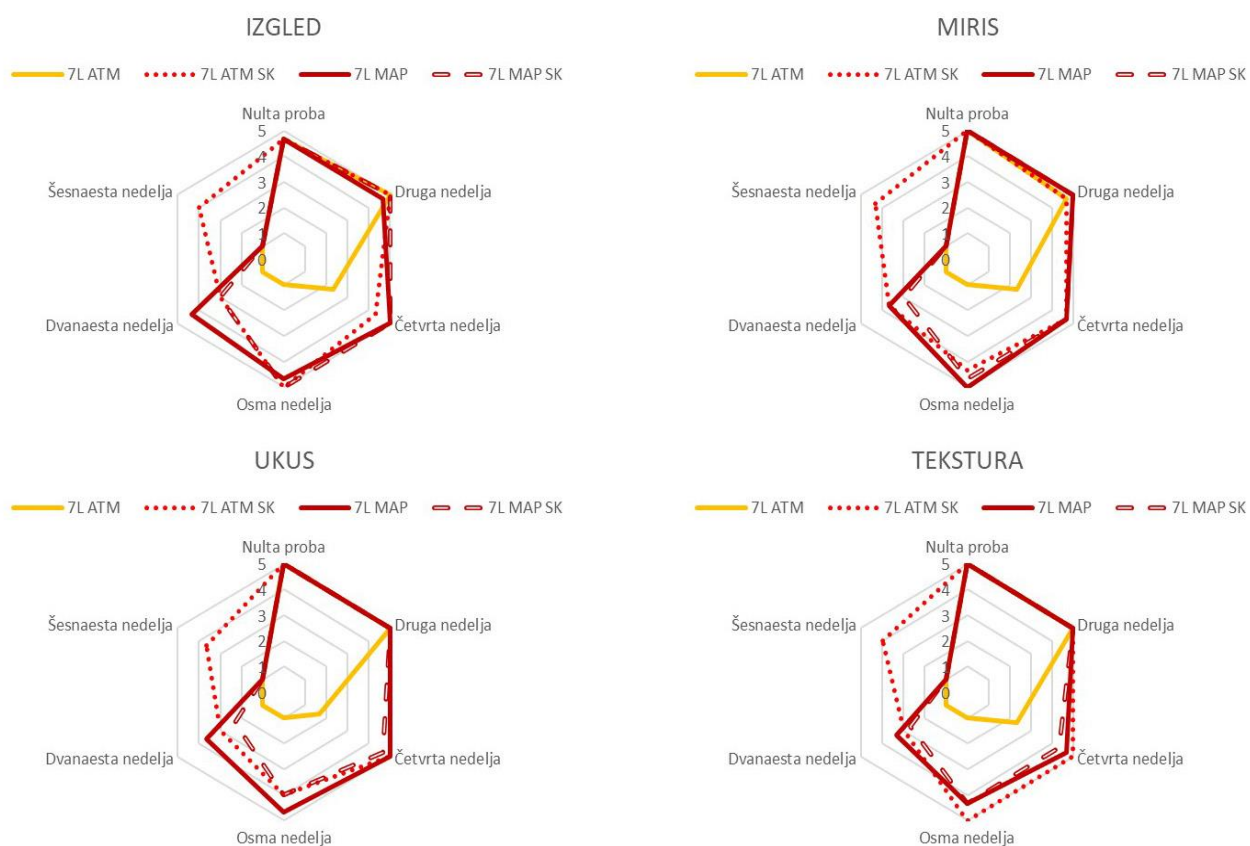 IZGLED
7L ATM 7L ATM SK 7L MAP 7L MAP SK
Nulta proba
5
4
3
2
1
0
Druga nedelja
Četvrta nedelja
Osma nedelja
Dvanaesta nedelja
Šesnaesta nedelja
MIRIS
7L ATM 7L ATM SK 7L MAP 7L MAP SK
Nulta proba
5
4
3
2
1
0
Druga nedelja
Četvrta nedelja
Osma nedelja
Dvanaesta nedelja
Šesnaesta nedelja
UKUS
7L ATM 7L ATM SK 7L MAP 7L MAP SK
Nulta proba
5
4
3
2
1
0
Druga nedelja
Četvrta nedelja
Osma nedelja
Dvanaesta nedelja
Šesnaesta nedelja
TEKSTURA
7L ATM 7L ATM SK 7L MAP 7L MAP SK
Nulta proba
5
4
3
2
1
0
Druga nedelja
Četvrta nedelja
Osma nedelja
Dvanaesta nedelja
Šesnaesta nedelja